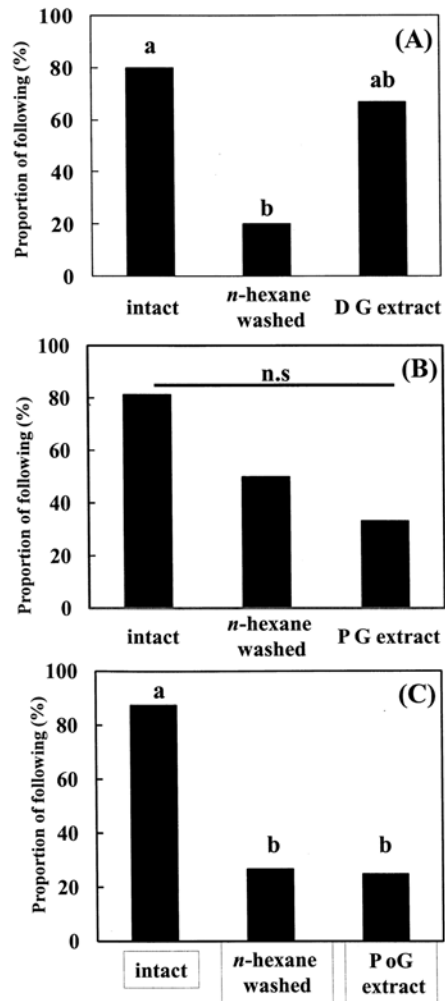 (A)
Proportion of following (%)
100
80
60
40
20
0
a
b
ab
intact
n-hexane
washed
D G extract
(B)
Proportion of following (%)
100
80
60
40
20
0
n.s
intact
n-hexane
washed
P G extract
(C)
Proportion of following (%)
100
80
60
40
20
0
a
b
b
intact
n-hexane
washed
P oG
extract